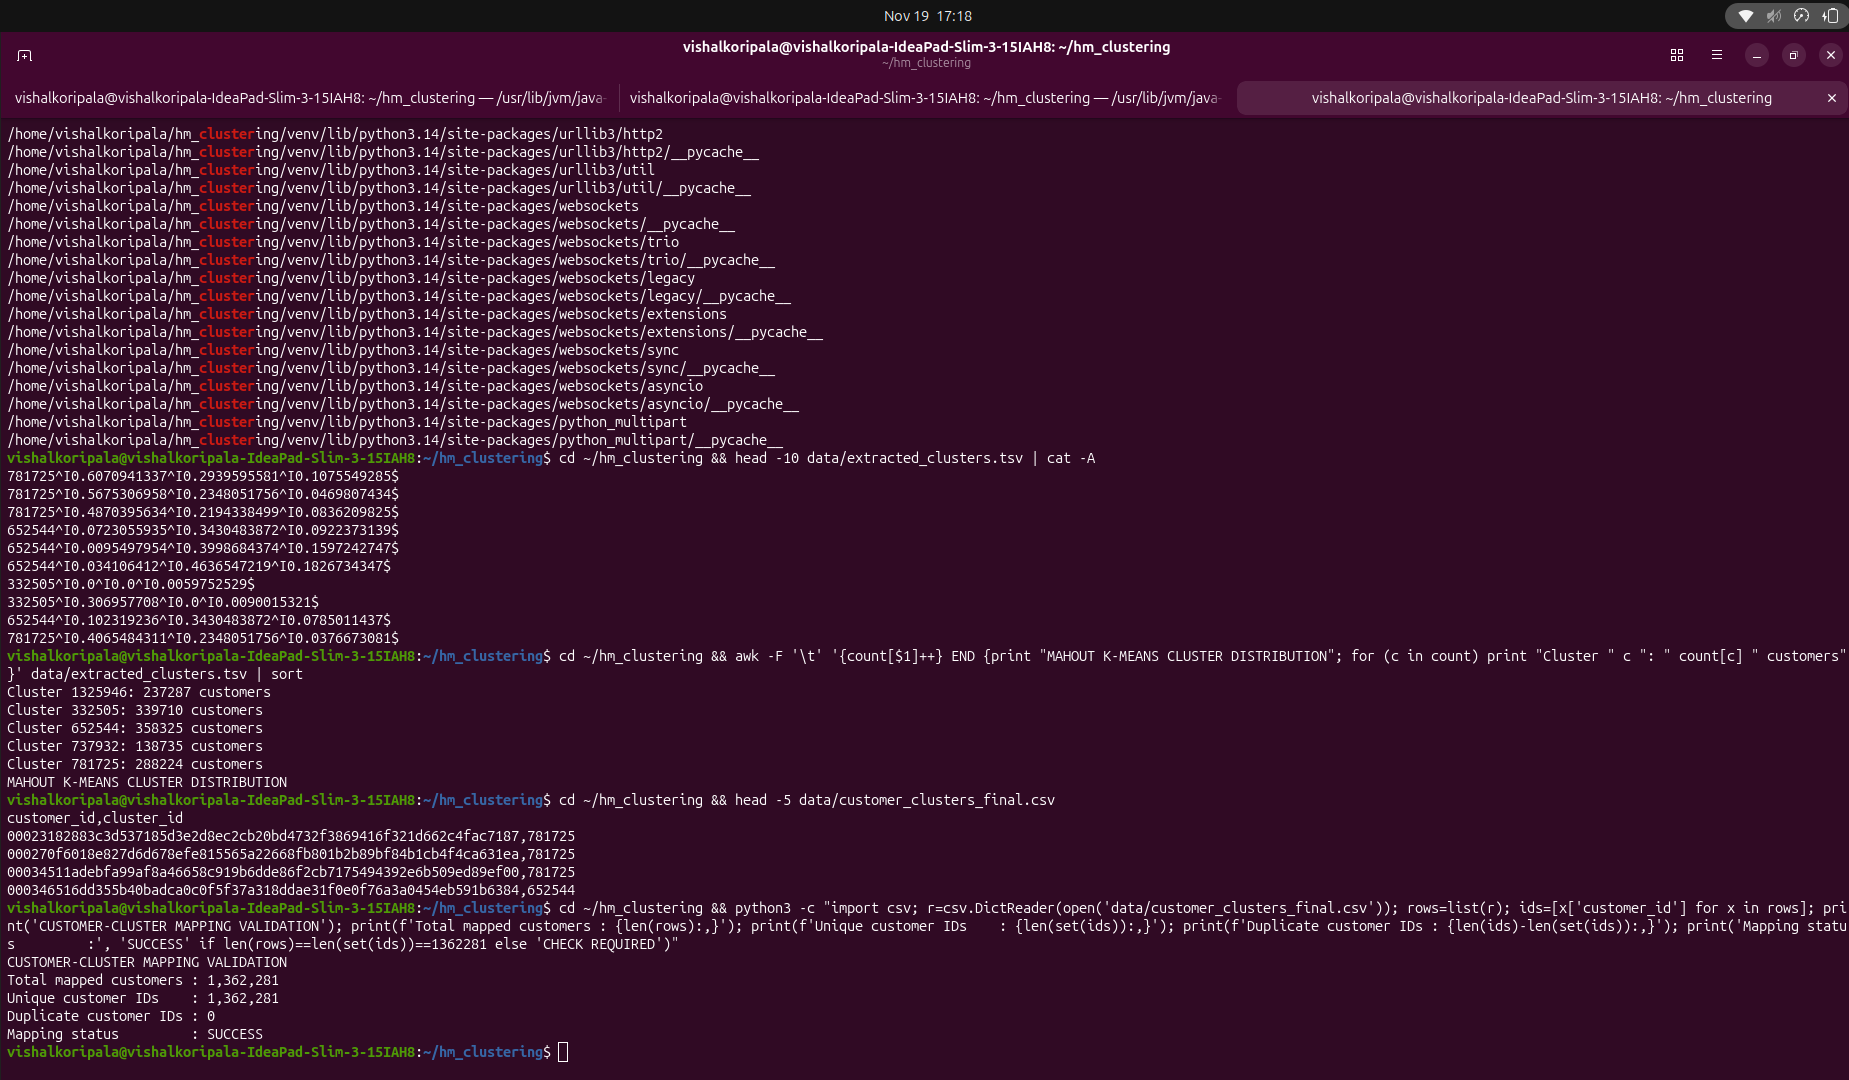 Nov 19 17:18
vishalkoripala@vishalkoripala-IdeaPad-Slim-3-15IAH8: ~/hm_clustering
~/hm_clustering
vishalkoripala@vishalkoripala-IdeaPad-Slim-3-15IAH8: ~/hm_clustering — /usr/lib/jvm/java-
vishalkoripala@vishalkoripala-IdeaPad-Slim-3-15IAH8: ~/hm_clustering — /usr/lib/jvm/java-
vishalkoripala@vishalkoripala-IdeaPad-Slim-3-15IAH8: ~/hm_clustering
/home/vishalkoripala/hm_clustering/venv/lib/python3.14/site-packages/urllib3/http2
/home/vishalkoripala/hm_clustering/venv/lib/python3.14/site-packages/urllib3/http2/__pycache__
/home/vishalkoripala/hm_clustering/venv/lib/python3.14/site-packages/urllib3/util
/home/vishalkoripala/hm_clustering/venv/lib/python3.14/site-packages/urllib3/util/__pycache__
/home/vishalkoripala/hm_clustering/venv/lib/python3.14/site-packages/websockets
/home/vishalkoripala/hm_clustering/venv/lib/python3.14/site-packages/websockets/__pycache__
/home/vishalkoripala/hm_clustering/venv/lib/python3.14/site-packages/websockets/trio
/home/vishalkoripala/hm_clustering/venv/lib/python3.14/site-packages/websockets/trio/__pycache__
/home/vishalkoripala/hm_clustering/venv/lib/python3.14/site-packages/websockets/legacy
/home/vishalkoripala/hm_clustering/venv/lib/python3.14/site-packages/websockets/legacy/__pycache__
/home/vishalkoripala/hm_clustering/venv/lib/python3.14/site-packages/websockets/extensions
/home/vishalkoripala/hm_clustering/venv/lib/python3.14/site-packages/websockets/extensions/__pycache__
/home/vishalkoripala/hm_clustering/venv/lib/python3.14/site-packages/websockets/sync
/home/vishalkoripala/hm_clustering/venv/lib/python3.14/site-packages/websockets/sync/__pycache__
/home/vishalkoripala/hm_clustering/venv/lib/python3.14/site-packages/websockets/asyncio
/home/vishalkoripala/hm_clustering/venv/lib/python3.14/site-packages/websockets/asyncio/__pycache__
/home/vishalkoripala/hm_clustering/venv/lib/python3.14/site-packages/python_multipart
/home/vishalkoripala/hm_clustering/venv/lib/python3.14/site-packages/python_multipart/__pycache__
vishalkoripala@vishalkoripala-IdeaPad-Slim-3-15IAH8:~/hm_clustering$ cd ~/hm_clustering && head -10 data/extracted_clusters.tsv | cat -A
781725^I0.6070941337^I0.2939595581^I0.1075549285$
781725^I0.5675306958^I0.2348051756^I0.0469807434$
781725^I0.4870395634^I0.2194338499^I0.0836209825$
652544^I0.0723055935^I0.3430483872^I0.0922373139$
652544^I0.0095497954^I0.3998684374^I0.1597242747$
652544^I0.034106412^I0.4636547219^I0.1826734347$
332505^I0.0^I0.0^I0.0059752529$
332505^I0.306957708^I0.0^I0.0090015321$
652544^I0.102319236^I0.3430483872^I0.0785011437$
781725^I0.4065484311^I0.2348051756^I0.0376673081$
vishalkoripala@vishalkoripala-IdeaPad-Slim-3-15IAH8:~/hm_clustering$ cd ~/hm_clustering && awk -F '\t' '{count[$1]++} END {print "MAHOUT K-MEANS CLUSTER DISTRIBUTION"; for (c in count) print "Cluster " c ": " count[c] " customers"
}' data/extracted_clusters.tsv | sort
Cluster 1325946: 237287 customers
Cluster 332505: 339710 customers
Cluster 652544: 358325 customers
Cluster 737932: 138735 customers
Cluster 781725: 288224 customers
MAHOUT K-MEANS CLUSTER DISTRIBUTION
vishalkoripala@vishalkoripala-IdeaPad-Slim-3-15IAH8:~/hm_clustering$ cd ~/hm_clustering && head -5 data/customer_clusters_final.csv
customer_id,cluster_id
00023182883c3d537185d3e2d8ec2cb20bd4732f3869416f321d662c4fac7187,781725
000270f6018e827d6d678efe815565a22668fb801b2b89bf84b1cb4f4ca631ea,781725
00034511adebfa99af8a46658c919b6dde86f2cb7175494392e6b509ed89ef00,781725
000346516dd355b40badca0c0f5f37a318ddae31f0e0f76a3a0454eb591b6384,652544
vishalkoripala@vishalkoripala-IdeaPad-Slim-3-15IAH8:~/hm_clustering$ cd ~/hm_clustering && python3 -c "import csv; r=csv.DictReader(open('data/customer_clusters_final.csv')); rows=list(r); ids=[x['customer_id'] for x in rows]; pri
nt('CUSTOMER-CLUSTER MAPPING VALIDATION'); print(f'Total mapped customers : {len(rows):,}'); print(f'Unique customer IDs    : {len(set(ids)):,}'); print(f'Duplicate customer IDs : {len(ids)-len(set(ids)):,}'); print('Mapping statu
s         :', 'SUCCESS' if len(rows)==len(set(ids))==1362281 else 'CHECK REQUIRED')"
CUSTOMER-CLUSTER MAPPING VALIDATION
Total mapped customers : 1,362,281
Unique customer IDs    : 1,362,281
Duplicate customer IDs : 0
Mapping status         : SUCCESS
vishalkoripala@vishalkoripala-IdeaPad-Slim-3-15IAH8:~/hm_clustering$